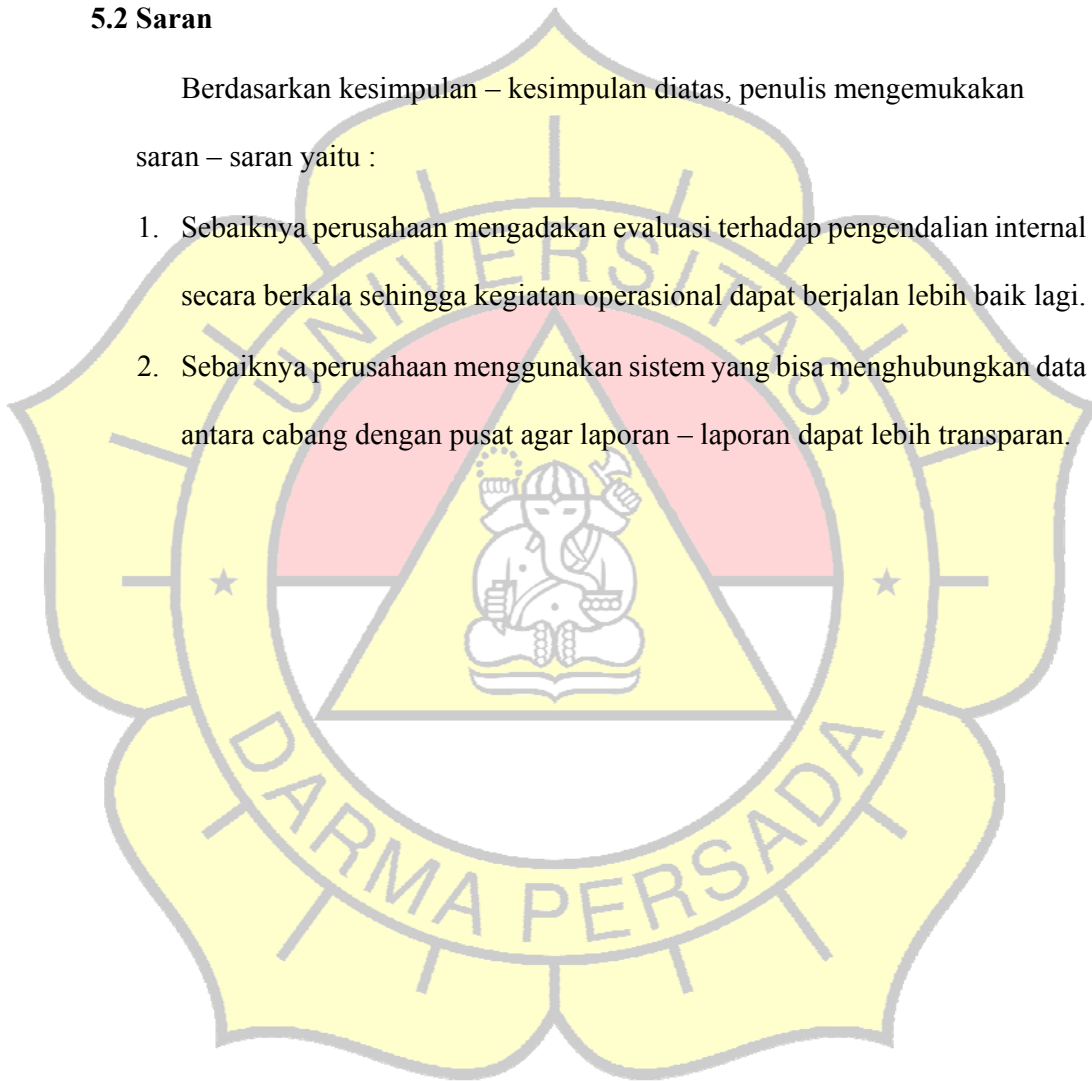 5.2 Saran
Berdasarkan kesimpulan – kesimpulan diatas, penulis mengemukakan
saran – saran yaitu :
1. Sebaiknya perusahaan mengadakan evaluasi terhadap pengendalian internal
secara berkala sehingga kegiatan operasional dapat berjalan lebih baik lagi.
2. Sebaiknya perusahaan menggunakan sistem yang bisa menghubungkan data
antara cabang dengan pusat agar laporan – laporan dapat lebih transparan.
UNIVERSITAS
DARMA PERSADA